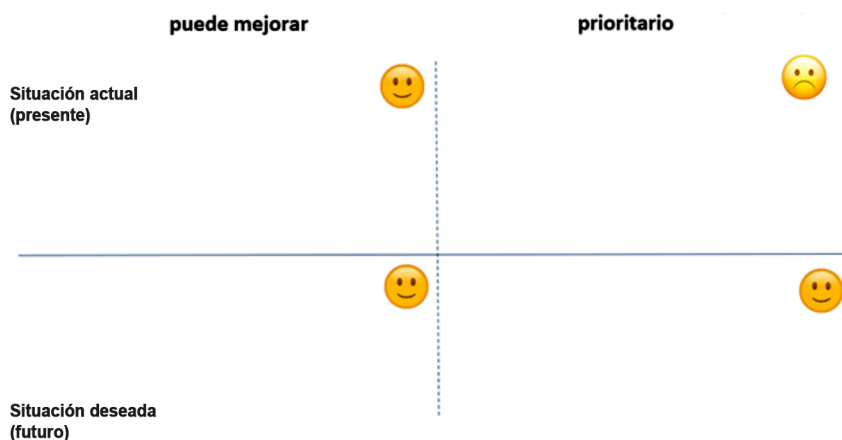 puede mejorar
prioritario
Situación actual
(presente)
Situación deseada
(futuro)